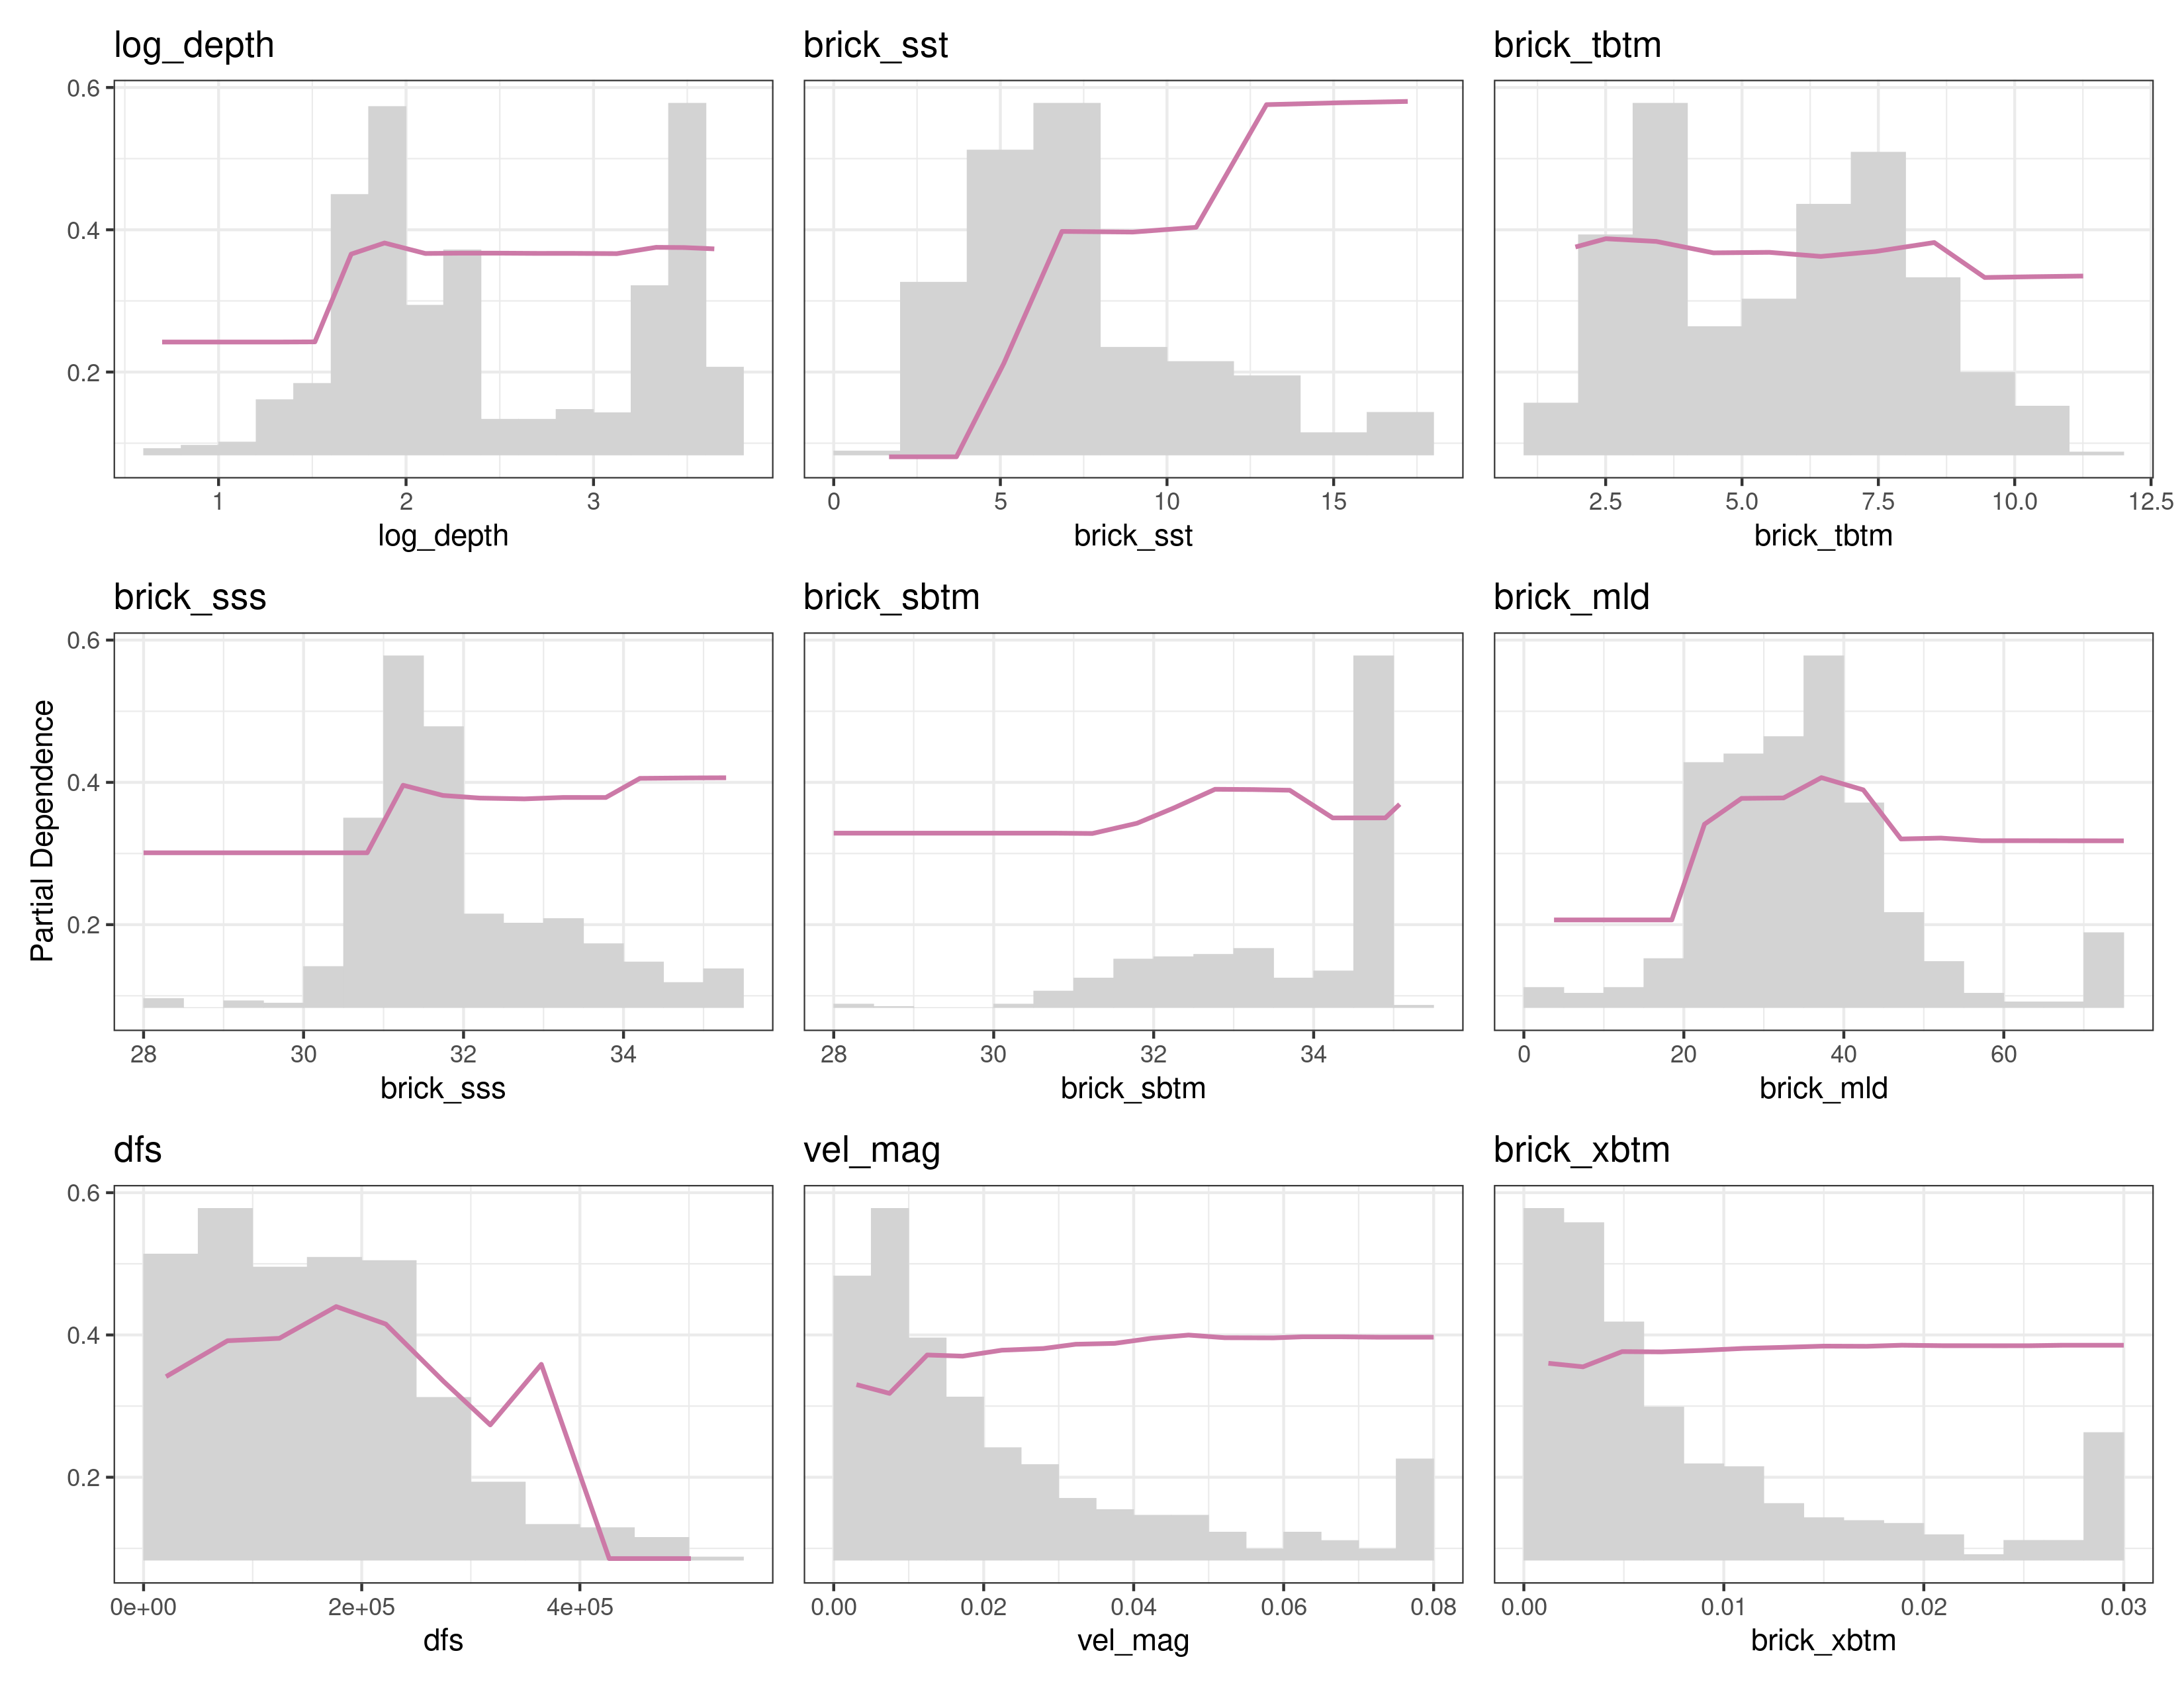 log_depth brick_sst brick_tbtm
0.6
0.4
0.2
1 2 3 0 5 10 15 2.5 5.0 7.5 10.0 12.5
log_depth brick_sst brick_tbtm
brick_sss brick_sbtm brick_mld
0.6
0.4
0.2
Partial Dependence
28 30 32 34 28 30 32 34 0 20 40 60
brick_sss brick_sbtm brick_mld
dfs vel_mag brick_xbtm
0.6
0.4
0.2
0e+00 2e+05 4e+05 0.00 0.02 0.04 0.06 0.08 0.00 0.01 0.02 0.03
dfs vel_mag brick_xbtm